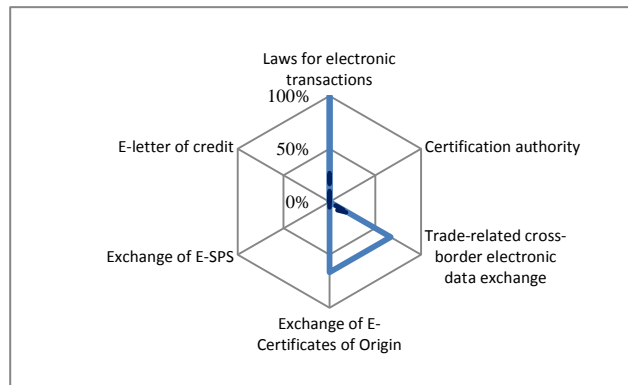 Laws for electronic
transactions
100%
E-letter of credit
50%
Certification authority
0%
Exchange of E-SPS
Trade-related cross-
border electronic
data exchange
Exchange of E-
Certificates of Origin